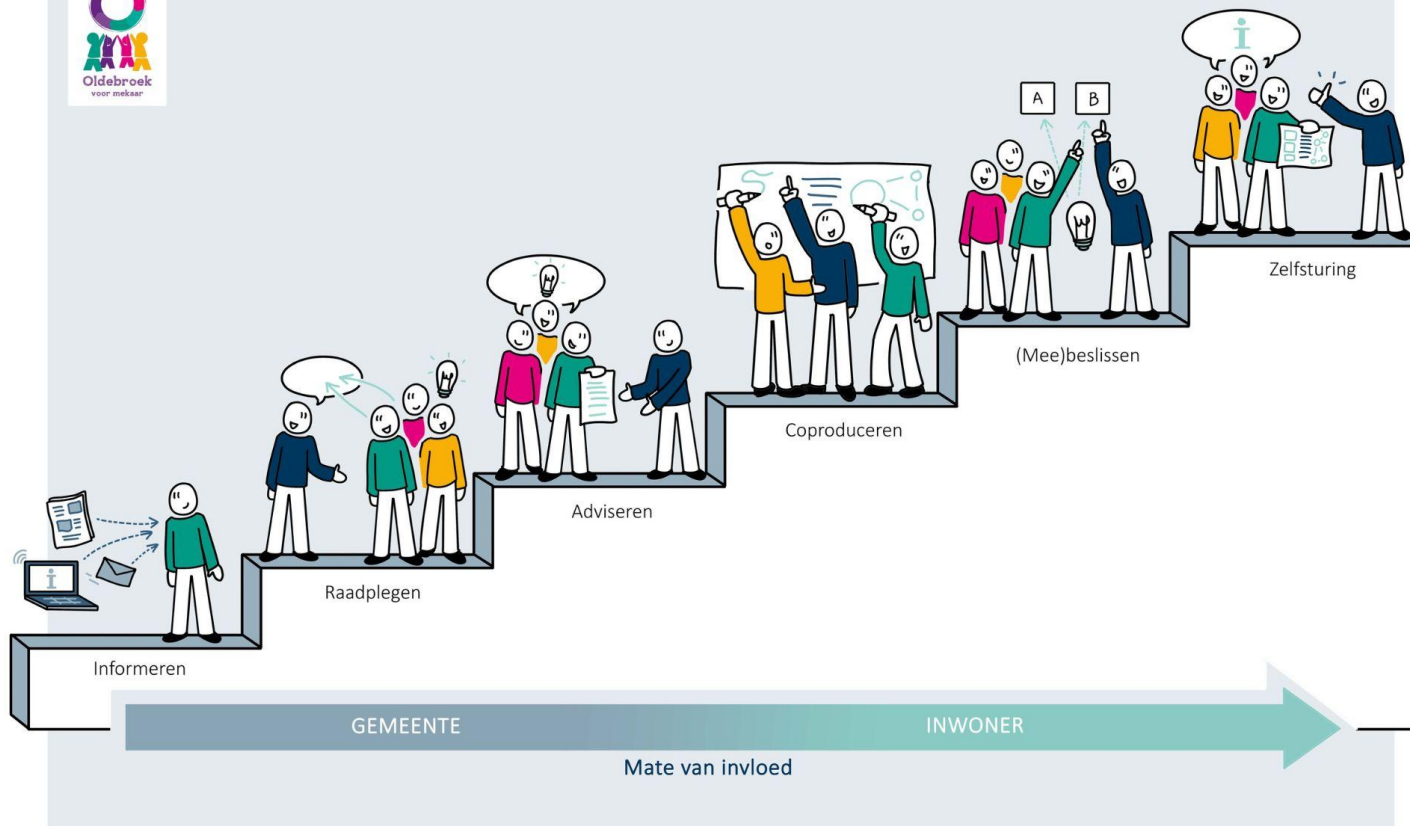 Oldebroek
voor mekaar
i
Informeren
Raadplegen
Adviseren
Coproduceren
A
B
(Mee)beslissen
i
Zelfsturing
GEMEENTE
INWONER
Mate van invloed